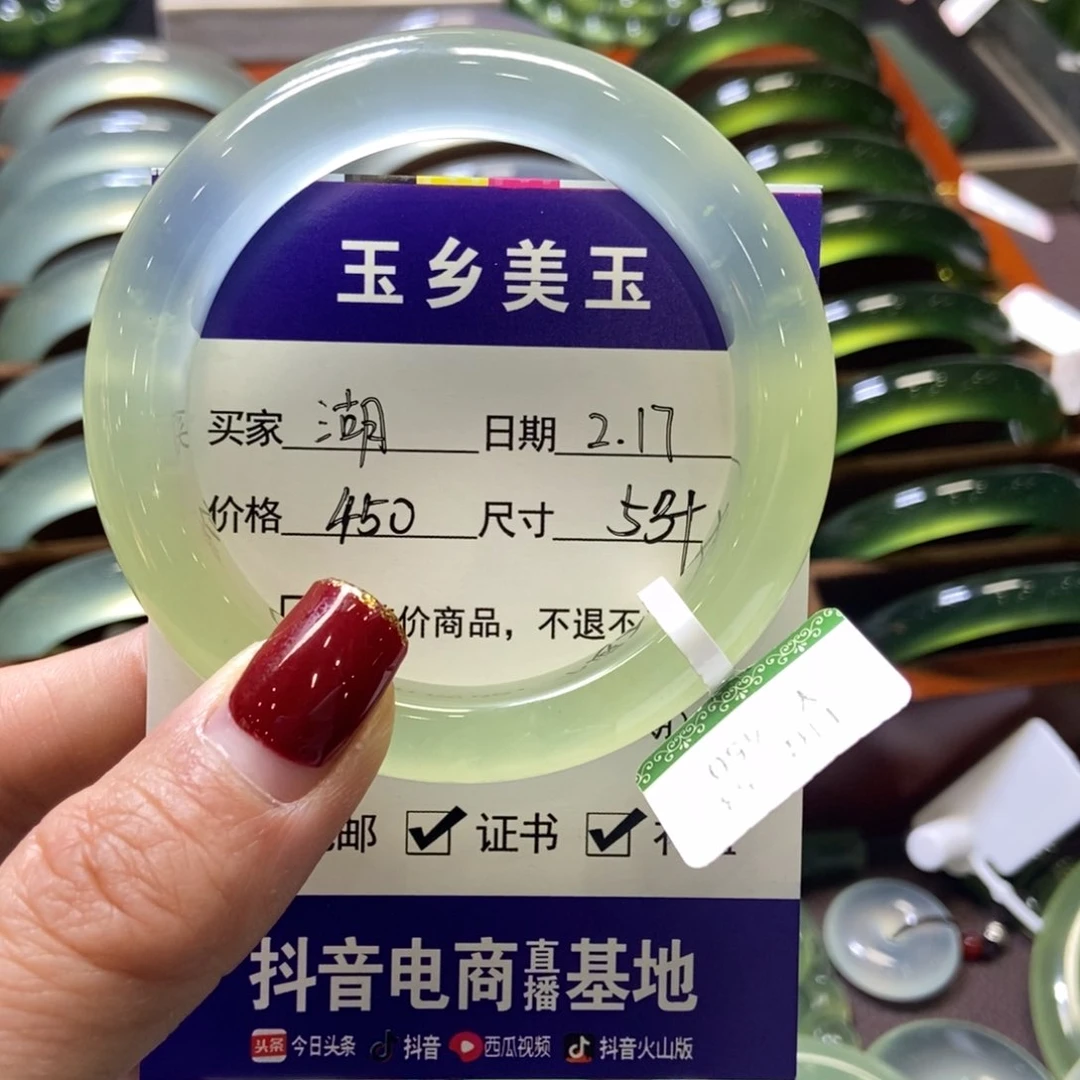 玉乡美玉
买家 湖 日期 2.17
价格 450 尺寸 53+
价商品，不退不
邮 ✓ 证书 ✓
抖音电商直播基地
头条 今日头条 抖音 西瓜视频 抖音火山版